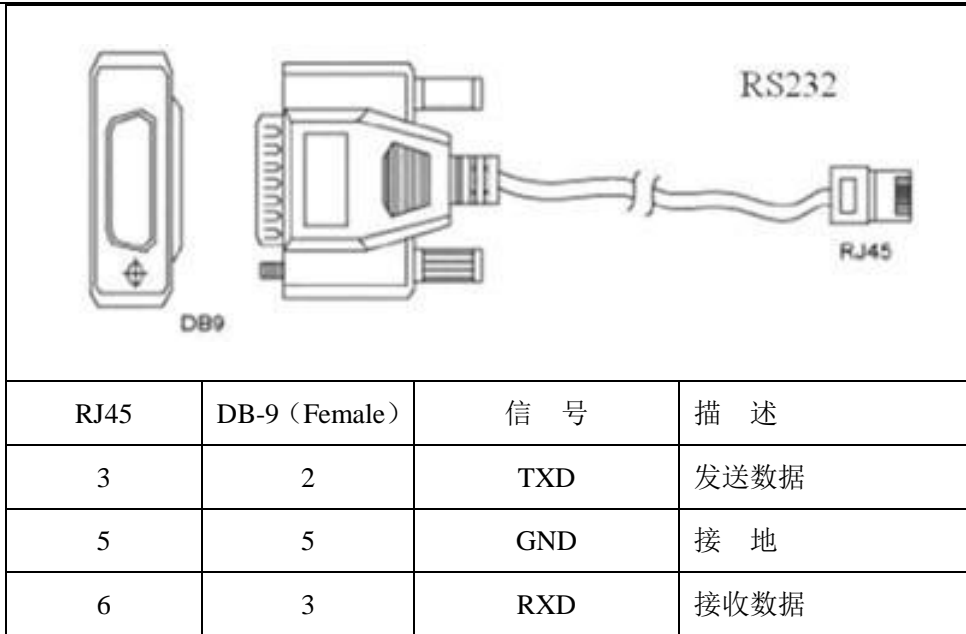 RS232
RJ45
DB9
RJ45 DB-9（Female） 信 号 描 述
3 2 TXD 发送数据
5 5 GND 接 地
6 3 RXD 接收数据